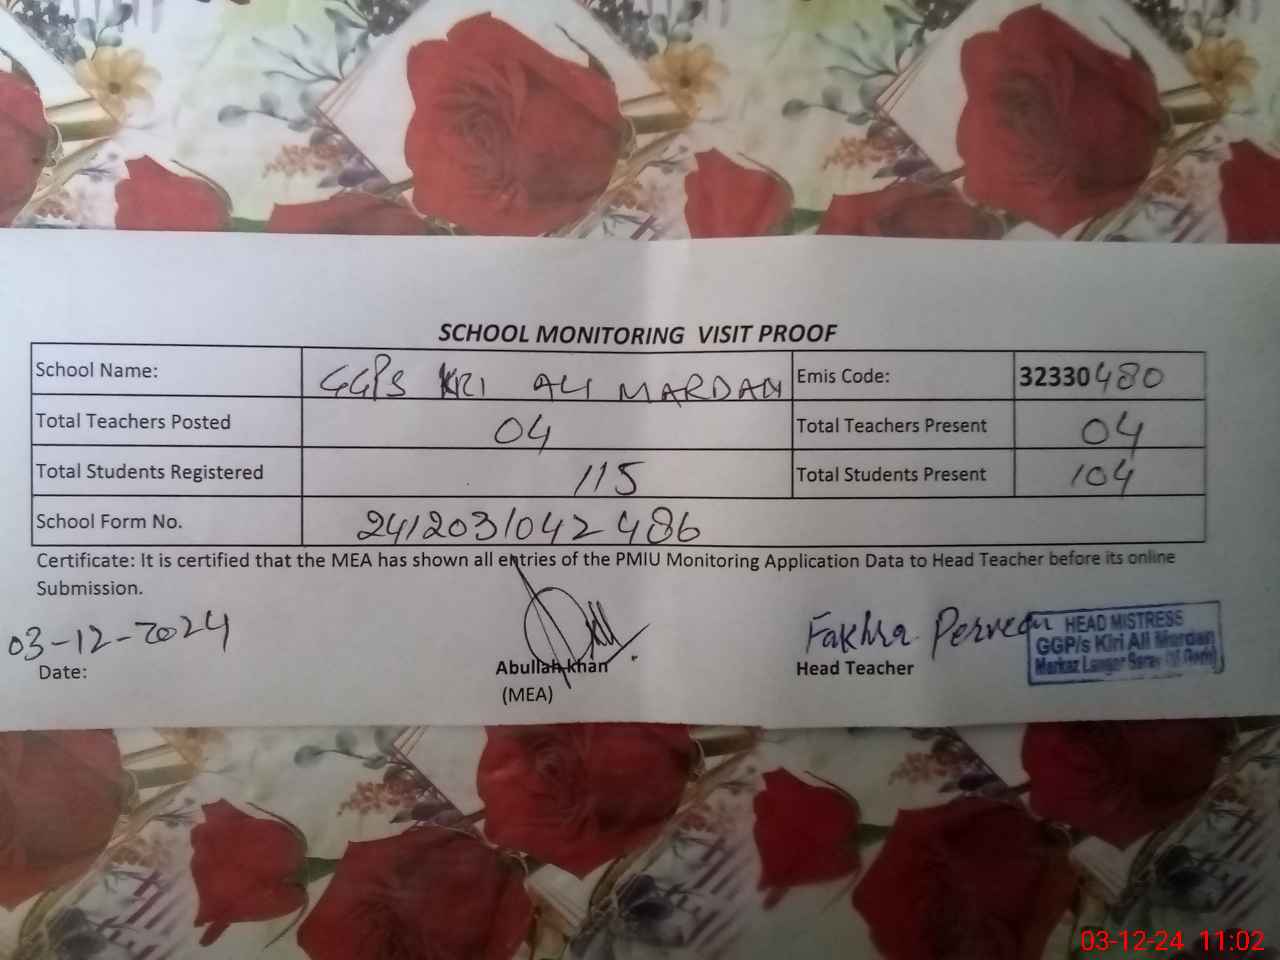 SCHOOL MONITORING VISIT PROOF
School Name: GGPS KRI ALI MARDAN Emis Code: 32330480
Total Teachers Posted 04 Total Teachers Present 04
Total Students Registered 115 Total Students Present 104
School Form No. 2412031042486
Certificate: It is certified that the MEA has shown all entries of the PMIU Monitoring Application Data to Head Teacher before its online
Submission.
03-12-2024
Date:
Abullah khan
(MEA)
Fakhra Perveen
Head Teacher
HEAD MISTRESS
GGP/s Kiri Ali Mardan
Markaz Langer Saray
03-12-24 11:02